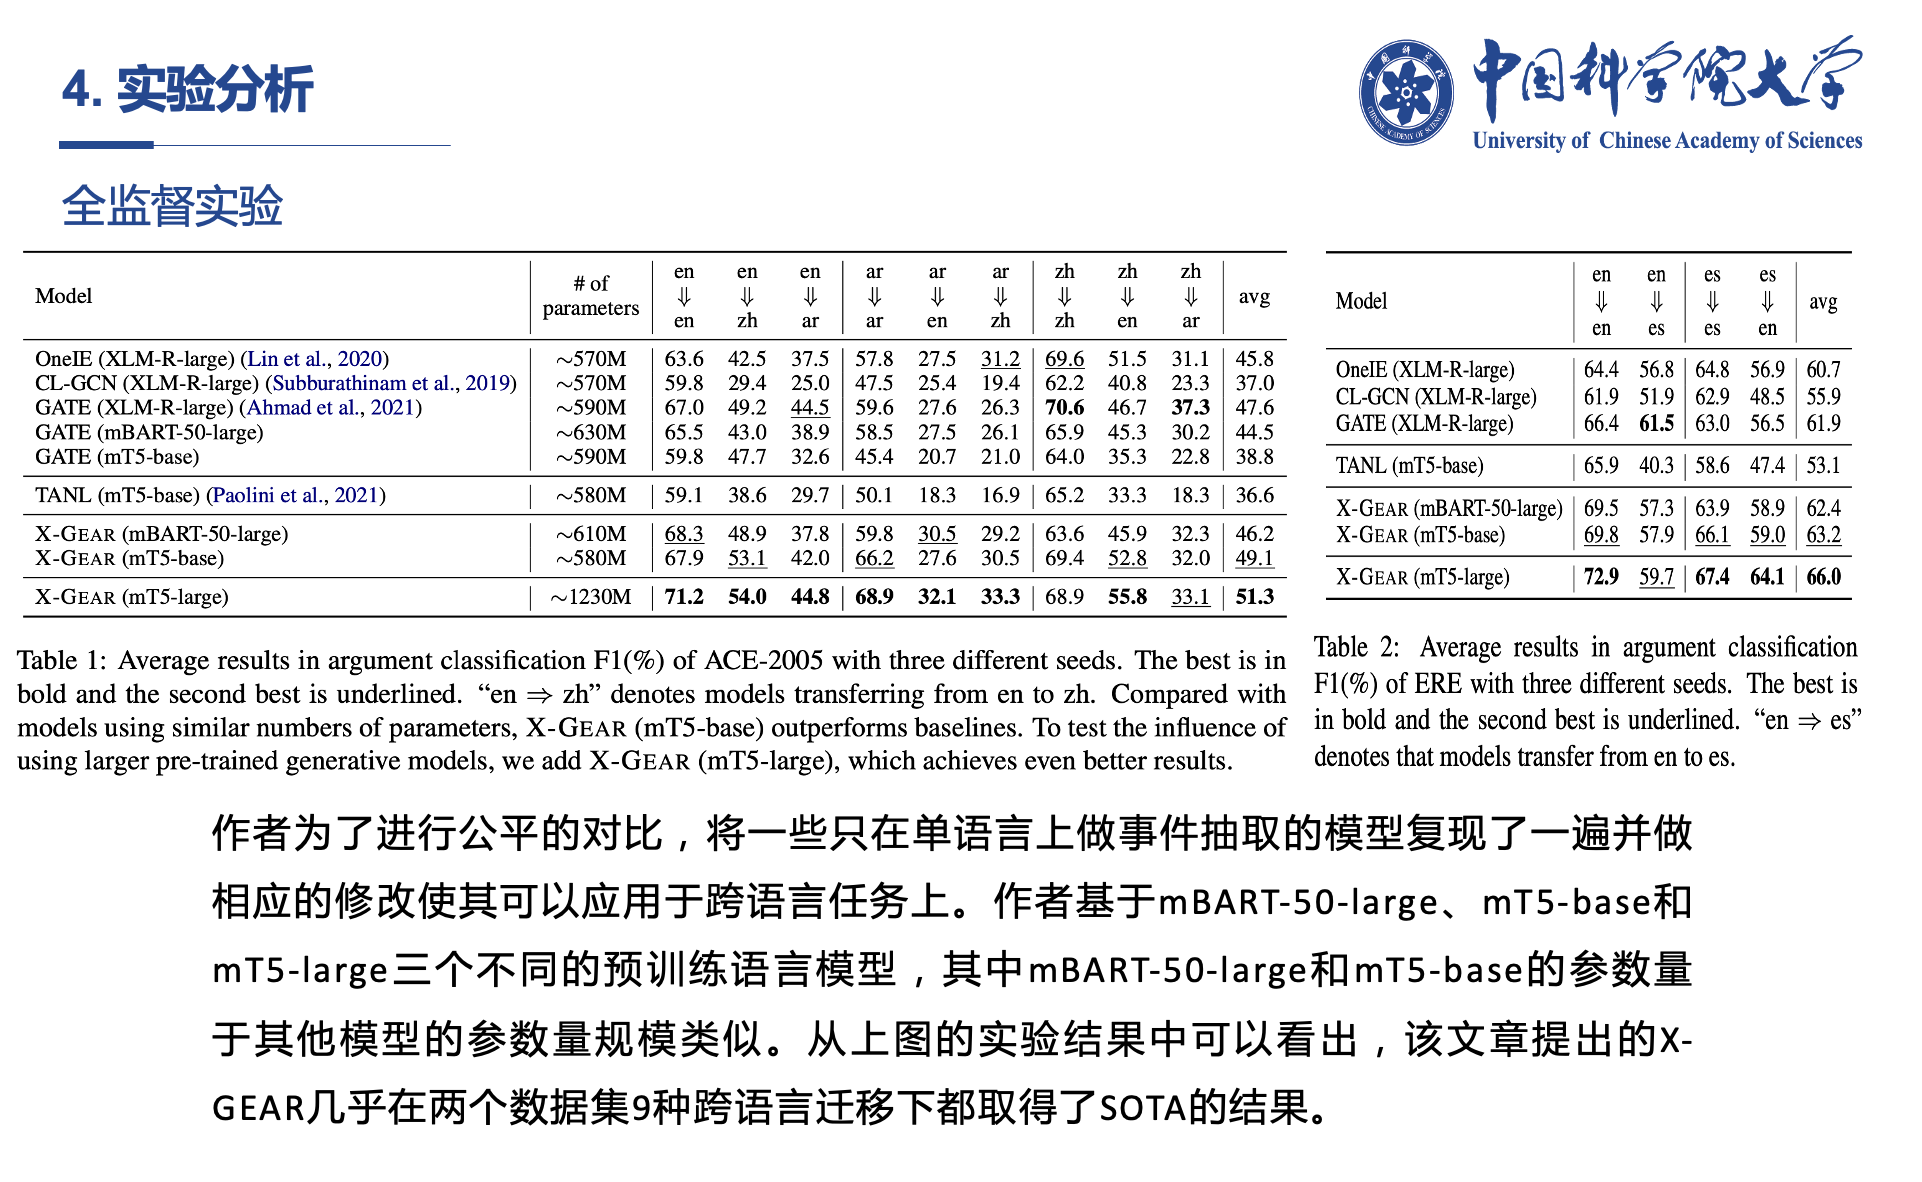 4. 实验分析
中国科学院大学
University of Chinese Academy of Sciences
全监督实验
Model | # of parameters | en ⇓ en | en ⇓ zh | en ⇓ ar | ar ⇓ ar | ar ⇓ en | ar ⇓ zh | zh ⇓ zh | zh ⇓ en | zh ⇓ ar | avg
OneIE (XLM-R-large) (Lin et al., 2020) | ~570M | 63.6 42.5 37.5 | 57.8 27.5 31.2 | 69.6 51.5 31.1 | 45.8
CL-GCN (XLM-R-large) (Subburathinam et al., 2019) | ~570M | 59.8 29.4 25.0 | 47.5 25.4 19.4 | 62.2 40.8 23.3 | 37.0
GATE (XLM-R-large) (Ahmad et al., 2021) | ~590M | 67.0 49.2 44.5 | 59.6 27.6 26.3 | 70.6 46.7 37.3 | 47.6
GATE (mBART-50-large) | ~630M | 65.5 43.0 38.9 | 58.5 27.5 26.1 | 65.9 45.3 30.2 | 44.5
GATE (mT5-base) | ~590M | 59.8 47.7 32.6 | 45.4 20.7 21.0 | 64.0 35.3 22.8 | 38.8
TANL (mT5-base) (Paolini et al., 2021) | ~580M | 59.1 38.6 29.7 | 50.1 18.3 16.9 | 65.2 33.3 18.3 | 36.6
X-GEAR (mBART-50-large) | ~610M | 68.3 48.9 37.8 | 59.8 30.5 29.2 | 63.6 45.9 32.3 | 46.2
X-GEAR (mT5-base) | ~580M | 67.9 53.1 42.0 | 66.2 27.6 30.5 | 69.4 52.8 32.0 | 49.1
X-GEAR (mT5-large) | ~1230M | 71.2 54.0 44.8 | 68.9 32.1 33.3 | 68.9 55.8 33.1 | 51.3
Table 1: Average results in argument classification F1(%) of ACE-2005 with three different seeds. The best is in
bold and the second best is underlined. “en ⇒ zh” denotes models transferring from en to zh. Compared with
models using similar numbers of parameters, X-GEAR (mT5-base) outperforms baselines. To test the influence of
using larger pre-trained generative models, we add X-GEAR (mT5-large), which achieves even better results.
Model | en ⇓ en | en ⇓ es | es ⇓ es | es ⇓ en | avg
OneIE (XLM-R-large) | 64.4 56.8 | 64.8 56.9 | 60.7
CL-GCN (XLM-R-large) | 61.9 51.9 | 62.9 48.5 | 55.9
GATE (XLM-R-large) | 66.4 61.5 | 63.0 56.5 | 61.9
TANL (mT5-base) | 65.9 40.3 | 58.6 47.4 | 53.1
X-GEAR (mBART-50-large) | 69.5 57.3 | 63.9 58.9 | 62.4
X-GEAR (mT5-base) | 69.8 57.9 | 66.1 59.0 | 63.2
X-GEAR (mT5-large) | 72.9 59.7 | 67.4 64.1 | 66.0
Table 2: Average results in argument classification
F1(%) of ERE with three different seeds. The best is
in bold and the second best is underlined. “en ⇒ es”
denotes that models transfer from en to es.
作者为了进行公平的对比，将一些只在单语言上做事件抽取的模型复现了一遍并做
相应的修改使其可以应用于跨语言任务上。作者基于mBART-50-large、mT5-base和
mT5-large三个不同的预训练语言模型，其中mBART-50-large和mT5-base的参数量
于其他模型的参数量规模类似。从上图的实验结果中可以看出，该文章提出的X-
GEAR几乎在两个数据集9种跨语言迁移下都取得了SOTA的结果。